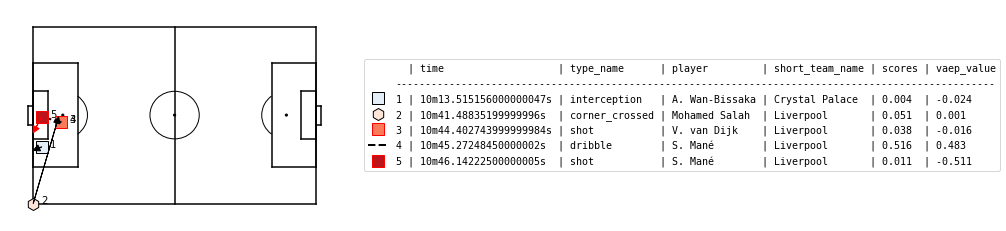 | time | type_name | player | short_team_name | scores | vaep_value
--------------------------------------------------------------------------------------------------
1 | 10m13.515156000000047s | interception | A. Wan-Bissaka | Crystal Palace | 0.004 | -0.024
2 | 10m41.48835199999996s | corner_crossed | Mohamed Salah | Liverpool | 0.051 | 0.001
3 | 10m44.402743999999984s | shot | V. van Dijk | Liverpool | 0.038 | -0.016
4 | 10m45.27248450000002s | dribble | S. Mané | Liverpool | 0.516 | 0.483
5 | 10m46.14222500000005s | shot | S. Mané | Liverpool | 0.011 | -0.511
5
1
2